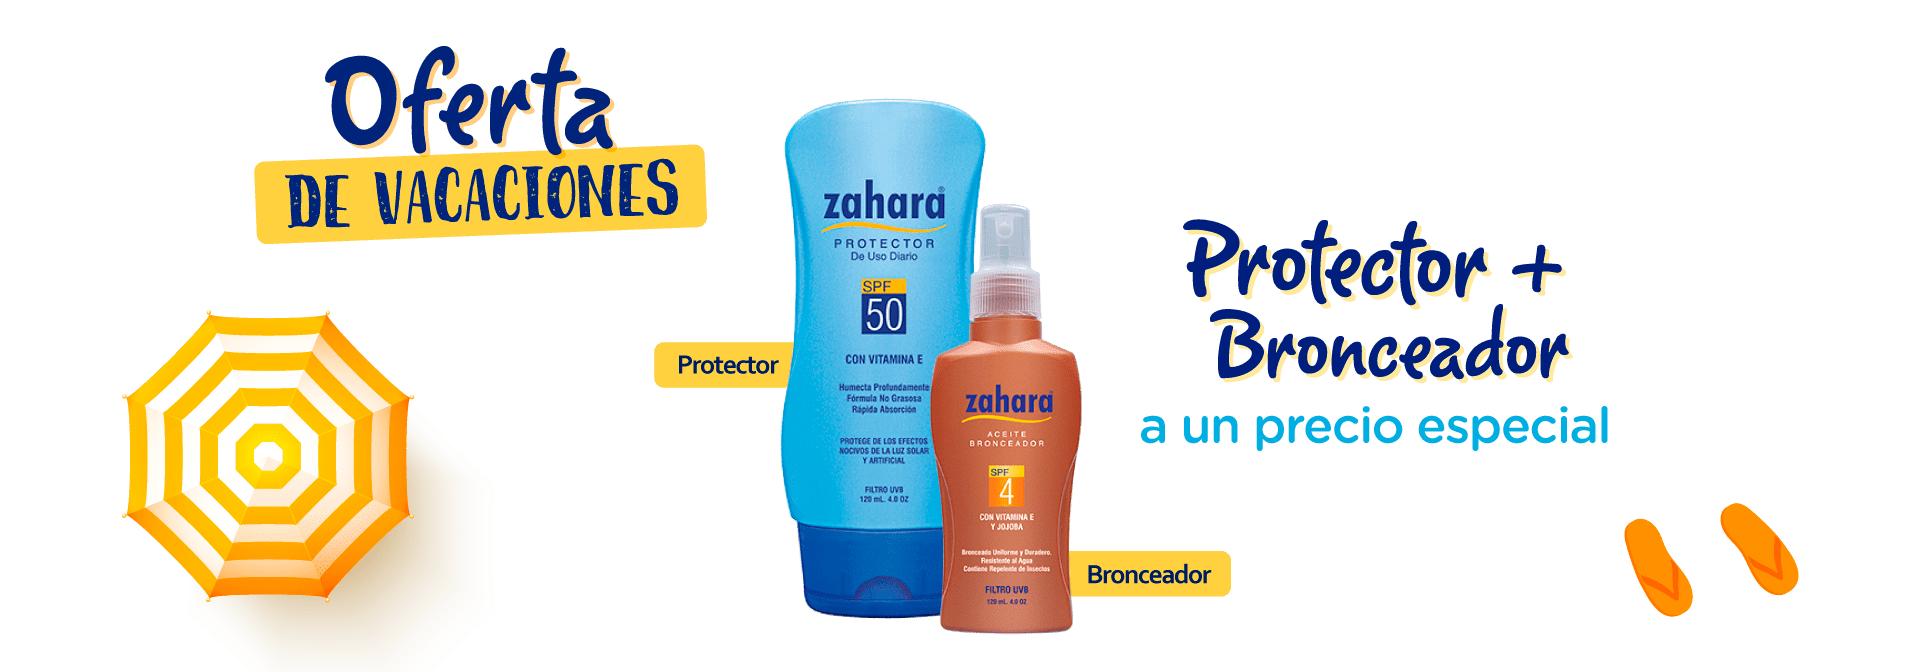 Oferta
DE VACACIONES
zahara®
PROTECTOR
De Uso Diario
SPF
50
CON VITAMINA E
Humecta Profundamente
Fórmula No Grasosa
Rápida Absorción
PROTEGE DE LOS EFECTOS
NOCIVOS DE LA LUZ SOLAR
Y ARTIFICIAL
FILTRO UVB
120 mL. 4.0 OZ
Protector
zahara
ACEITE
BRONCEADOR
SPF
4
CON VITAMINA E
Y JOJOBA
Bronceado Uniforme y Duradero.
Resistente al Agua
Contiene Repelente de Insectos
FILTRO UVB
120 mL. 4.0 OZ
Bronceador
Protector +
Bronceador
a un precio especial